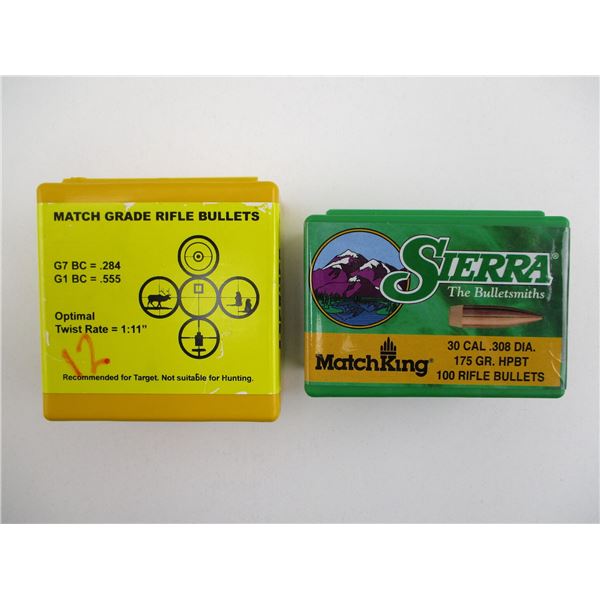 MATCH GRADE RIFLE BULLETS
G7 BC = .284
G1 BC = .555
Optimal
Twist Rate = 1:11"
12
Recommended for Target. Not suitable for Hunting.
SIERRA®
The Bulletsmiths
MatchKing®
30 CAL .308 DIA.
175 GR. HPBT
100 RIFLE BULLETS